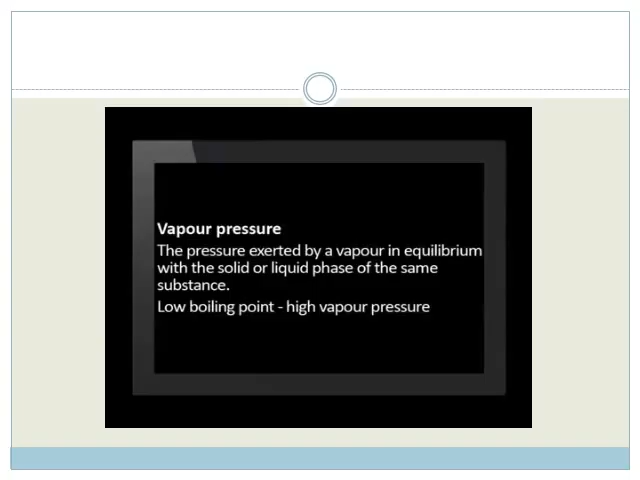 Vapour pressure
The pressure exerted by a vapour in equilibrium
with the solid or liquid phase of the same
substance.
Low boiling point - high vapour pressure